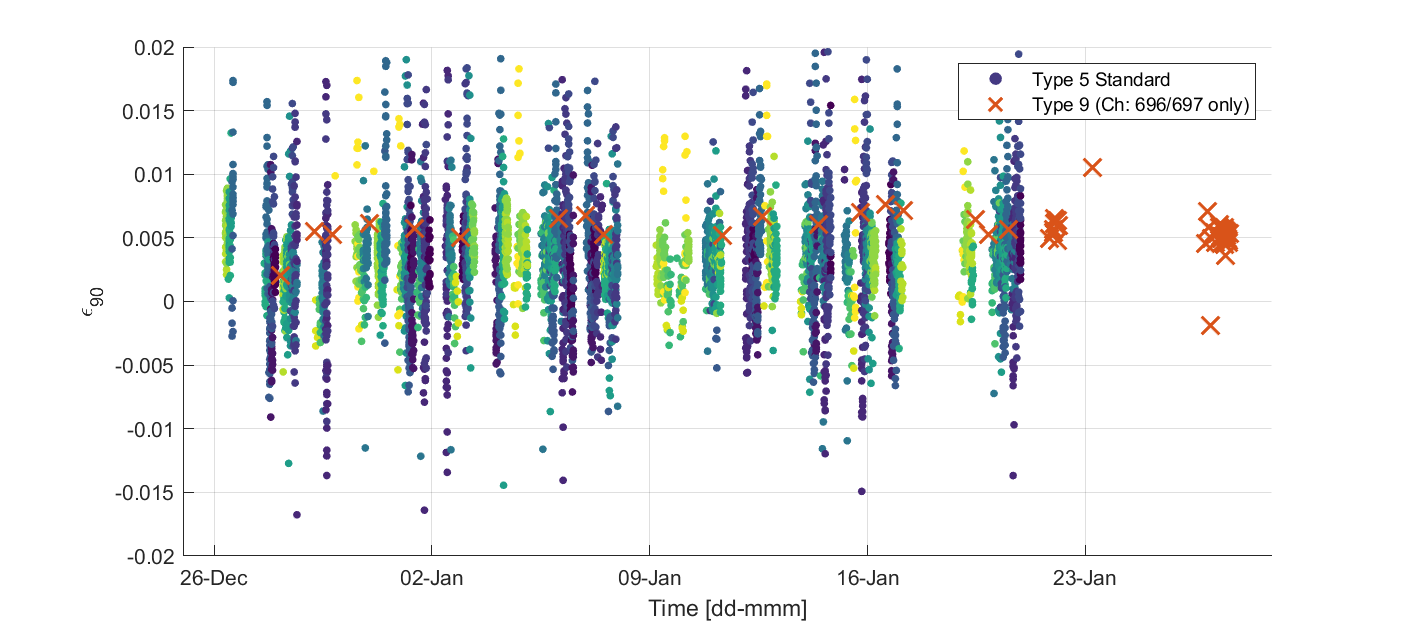 0.02
0.015
0.01
0.005
0
-0.005
-0.01
-0.015
-0.02
ϵ90
26-Dec
02-Jan
09-Jan
16-Jan
23-Jan
Time [dd-mmm]
Type 5 Standard
Type 9 (Ch: 696/697 only)